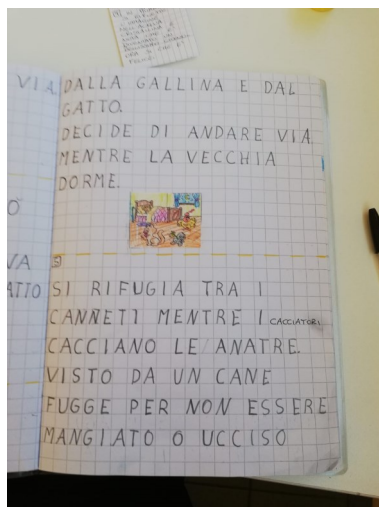 VIA
DALLA GALLINA E DAL
GATTO.
DECIDE DI ANDARE VIA
MENTRE LA VECCHIA
DORME.
SI RIFUGIA TRA I
CANNETI MENTRE I CACCIATORI
CACCIANO LE ANATRE.
VISTO DA UN CANE
FUGGE PER NON ESSERE
MANGIATO O UCCISO